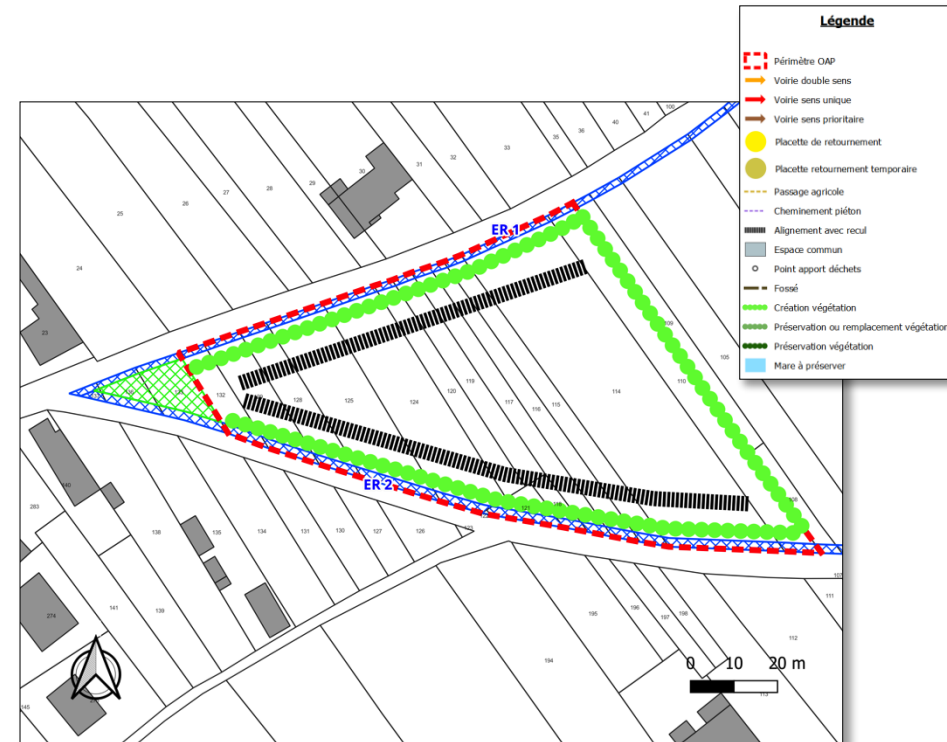 Légende
Périmètre OAP
Voirie double sens
Voirie sens unique
Voirie sens prioritaire
Placette de retournement
Placette retournement temporaire
Passage agricole
Cheminement piéton
Alignement avec recul
Espace commun
Point apport déchets
Fossé
Création végétation
Préservation ou remplacement végétation
Préservation végétation
Mare à préserver
106
41
40
36
35
33
32
31
30
29
28
27
26
25
24
23
ER 1
109
105
110
114
115
116
117
119
120
124
125
128
132
ER 2
108
121
134
131
130
127
126
135
136
139
141
263
274
145
111
112
195
196
197
198
194
0 10 20 m